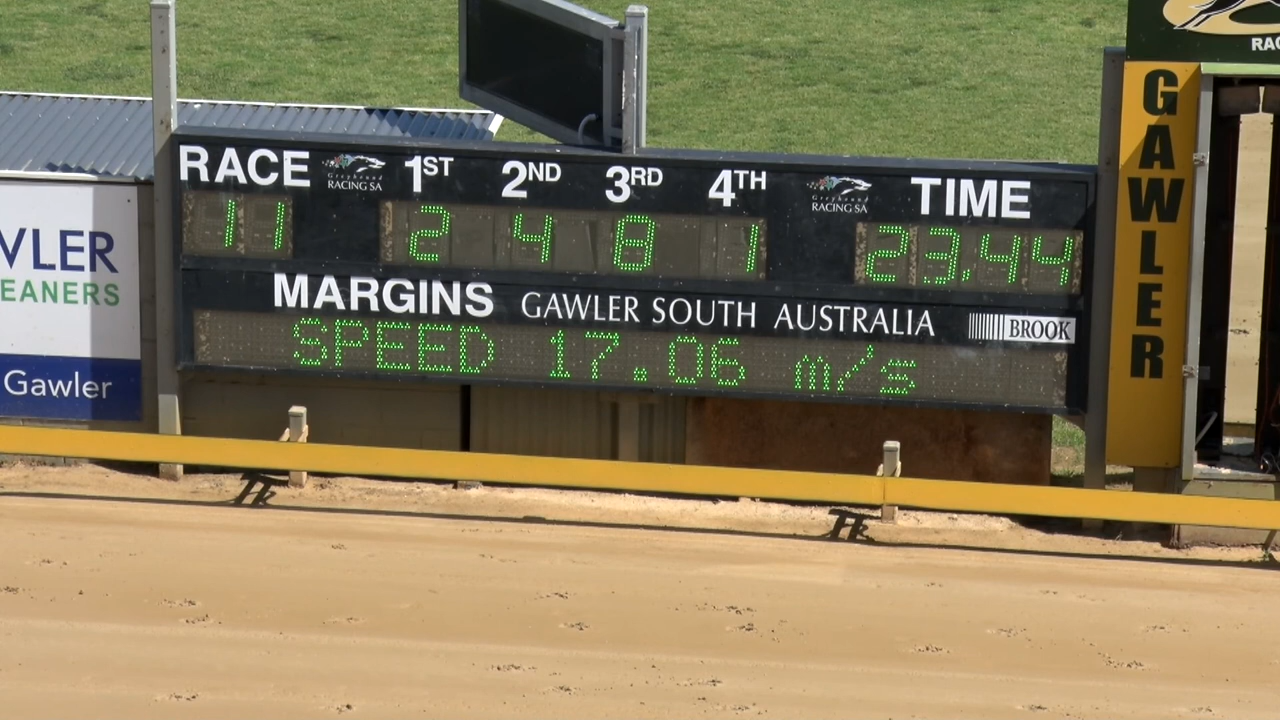 RAC
GAWLER
RACE Greyhound RACING SA 1ST 2ND 3RD 4TH Greyhound RACING SA TIME
11 2 4 8 1 23.44
MARGINS GAWLER SOUTH AUSTRALIA BROOK
SPEED 17.06 m/s
WLER
EANERS
Gawler